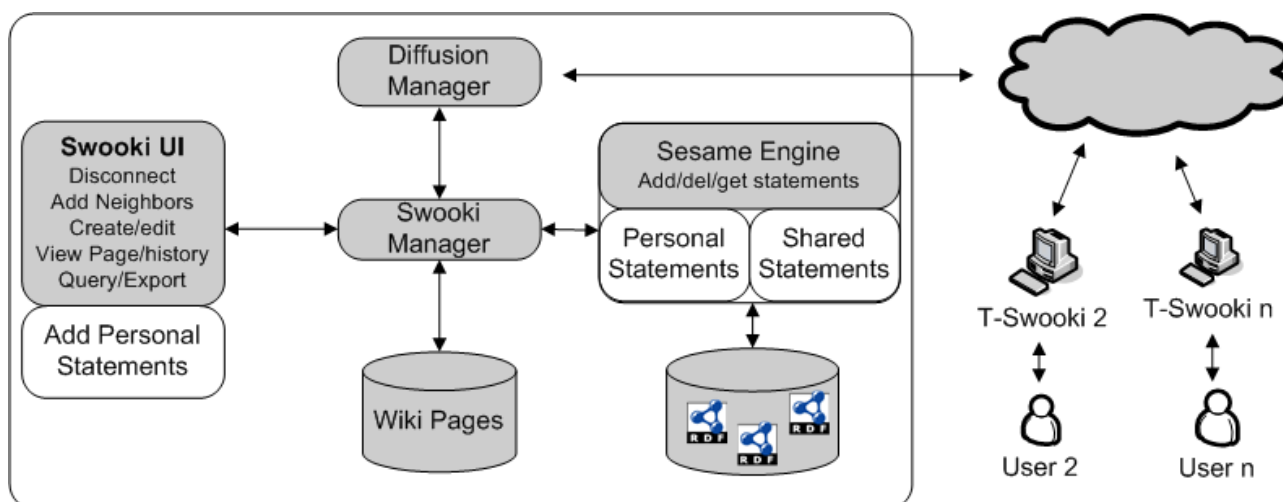 Diffusion
Manager
Swooki UI
Disconnect
Add Neighbors
Create/edit
View Page/history
Query/Export
Add Personal
Statements
Swooki
Manager
Wiki Pages
Sesame Engine
Add/del/get statements
Personal
Statements
Shared
Statements
RDF
RDF
RDF
T-Swooki 2
T-Swooki n
User 2
User n